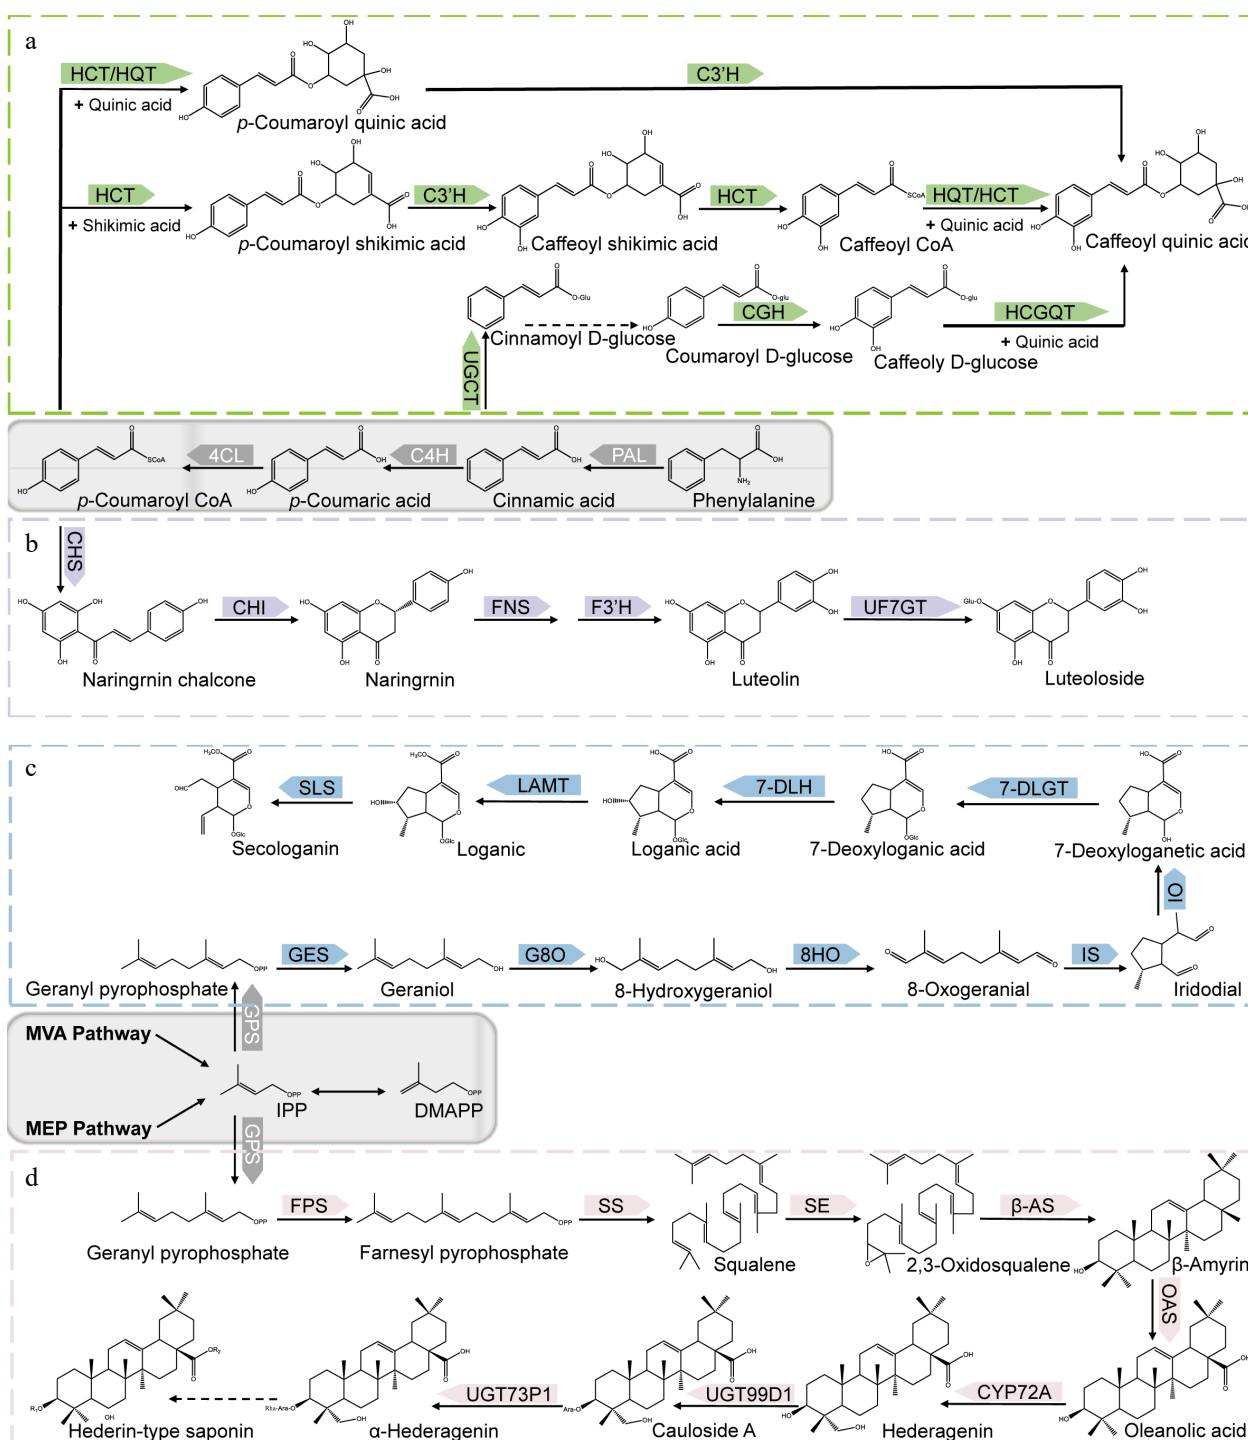 a
HCT/HQT
+ Quinic acid
p-Coumaroyl quinic acid
C3'H
HCT
+ Shikimic acid
p-Coumaroyl shikimic acid
C3'H
Caffeoyl shikimic acid
HCT
Caffeoyl CoA
HQT/HCT
+ Quinic acid
Caffeoyl quinic acid
UGCT
Cinnamoyl D-glucose
Coumaroyl D-glucose
CGH
Caffeoly D-glucose
HCGQT
+ Quinic acid
p-Coumaroyl CoA
4CL
p-Coumaric acid
C4H
Cinnamic acid
PAL
Phenylalanine
b
CHS
Naringrnin chalcone
CHI
Naringrnin
FNS
F3'H
Luteolin
UF7GT
Luteoloside
c
Secologanin
SLS
Loganic
LAMT
Loganic acid
7-DLH
7-Deoxyloganic acid
7-DLGT
7-Deoxyloganetic acid
IO
Geranyl pyrophosphate
GES
Geraniol
G8O
8-Hydroxygeraniol
8HO
8-Oxogeranial
IS
Iridodial
GPS
MVA Pathway
MEP Pathway
IPP
DMAPP
GPS
d
Geranyl pyrophosphate
FPS
Farnesyl pyrophosphate
SS
Squalene
SE
2,3-Oxidosqualene
β-AS
β-Amyrin
OAS
Hederin-type saponin
α-Hederagenin
UGT73P1
Cauloside A
UGT99D1
Hederagenin
CYP72A
Oleanolic acid